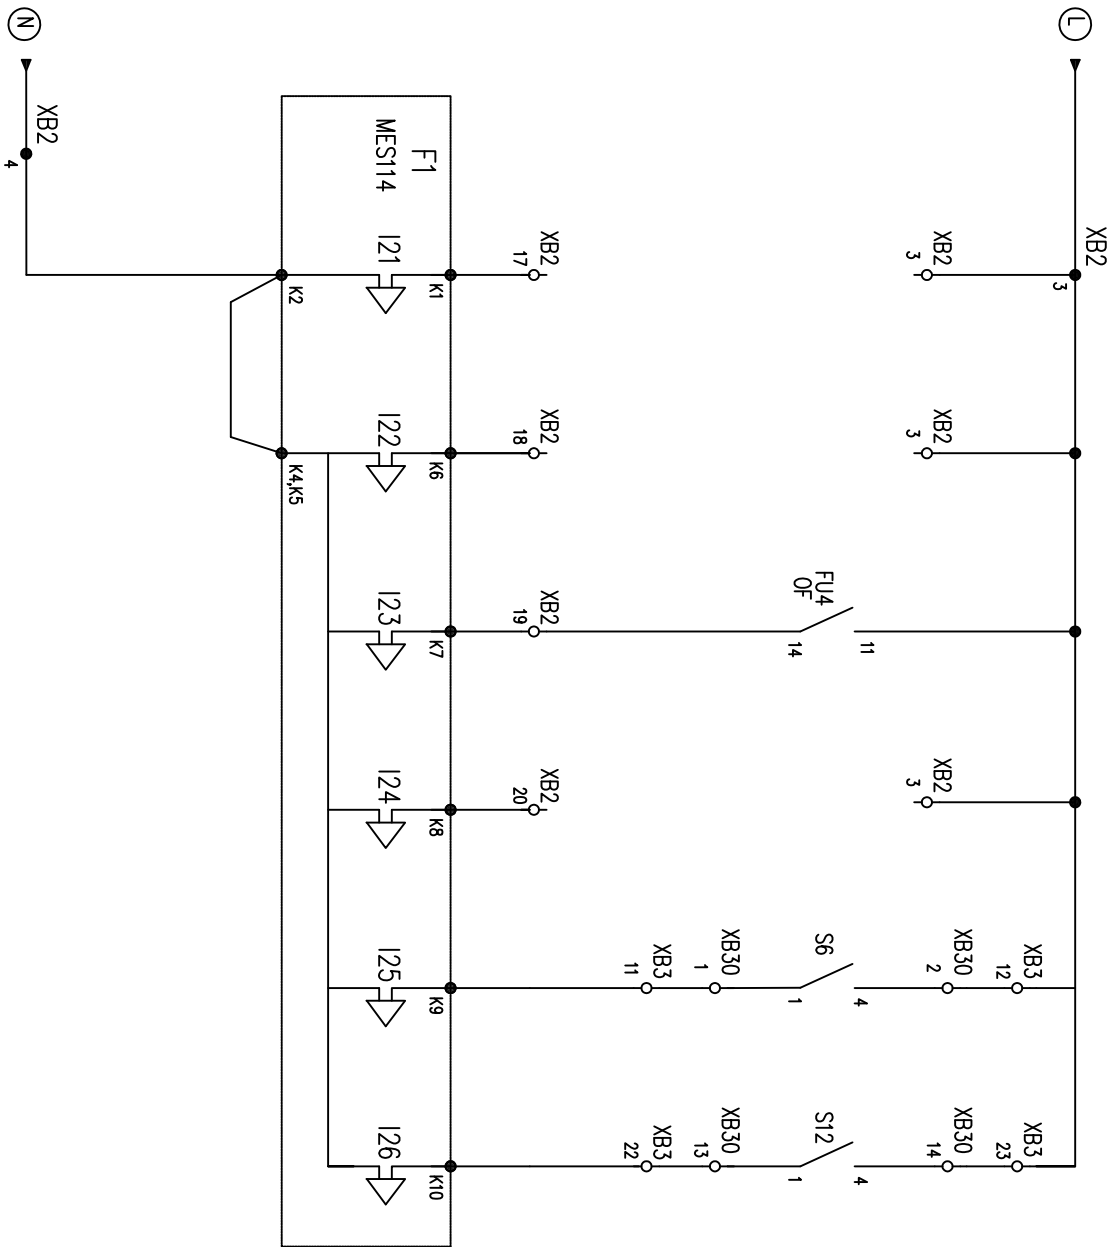 N
XB2
4
F1
MES114
I21
K2
K1
XB2
17
XB2
3
L
XB2
3
I22
K4,K5
K6
XB2
18
XB2
3
I23
K7
XB2
19
FU4
OF
14
11
I24
K8
XB2
20
XB2
3
I25
K9
XB3
11
XB30
1
S6
1
4
XB30
2
XB3
12
I26
K10
XB3
22
XB30
13
S12
1
4
XB30
14
XB3
23